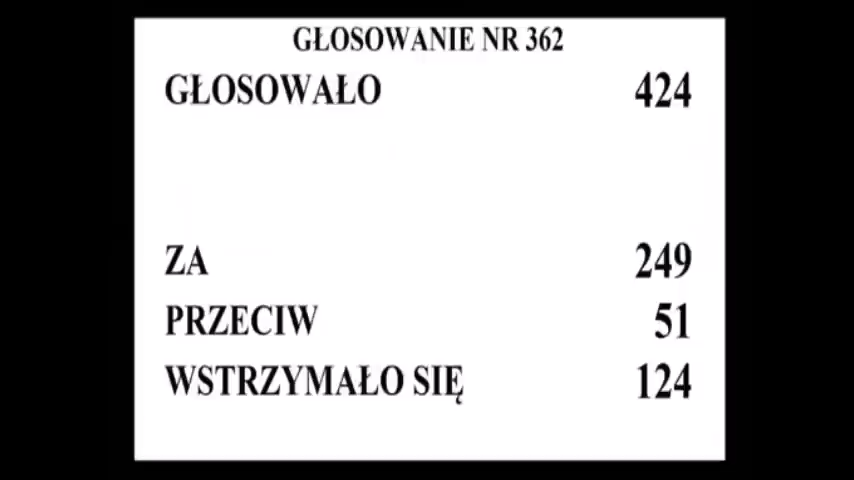 GŁOSOWANIE NR 362
GŁOSOWAŁO 424
ZA 249
PRZECIW 51
WSTRZYMAŁO SIĘ 124